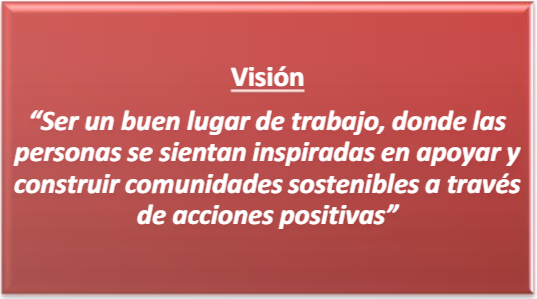 Visión
“Ser un buen lugar de trabajo, donde las
personas se sientan inspiradas en apoyar y
construir comunidades sostenibles a través
de acciones positivas”